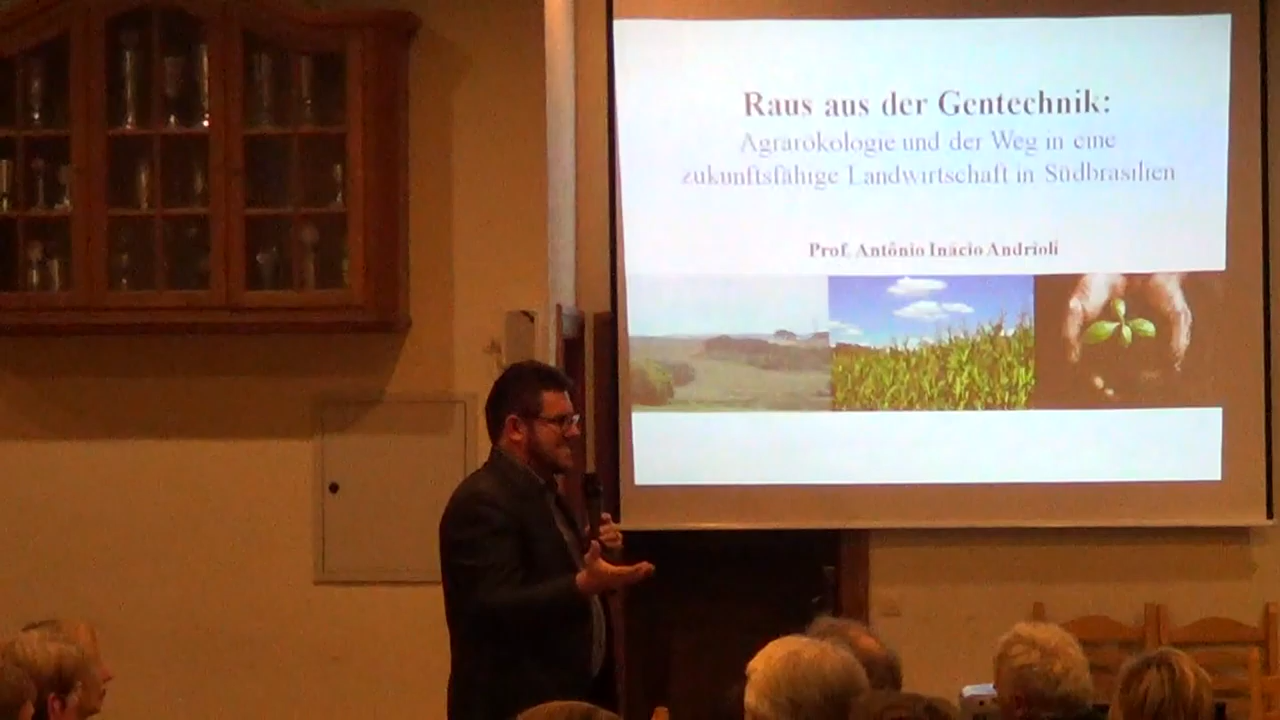 Raus aus der Gentechnik:
Agrarökologie und der Weg in eine
zukunftsfähige Landwirtschaft in Südbrasilien
Prof. Antônio Inácio Andrioli